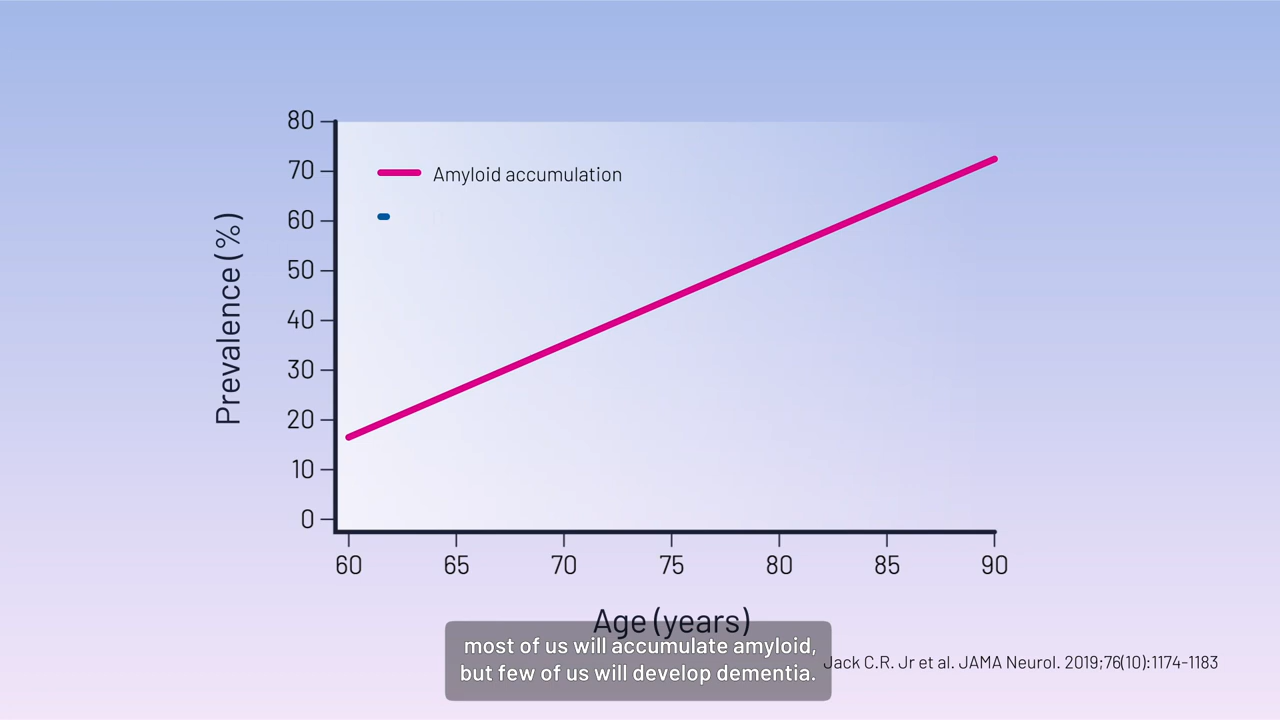 80
70
60
50
40
30
20
10
0
Prevalence (%)
Amyloid accumulation
60 65 70 75 80 85 90
Age (years)
most of us will accumulate amyloid,
but few of us will develop dementia.
Jack C.R. Jr et al. JAMA Neurol. 2019;76(10):1174-1183